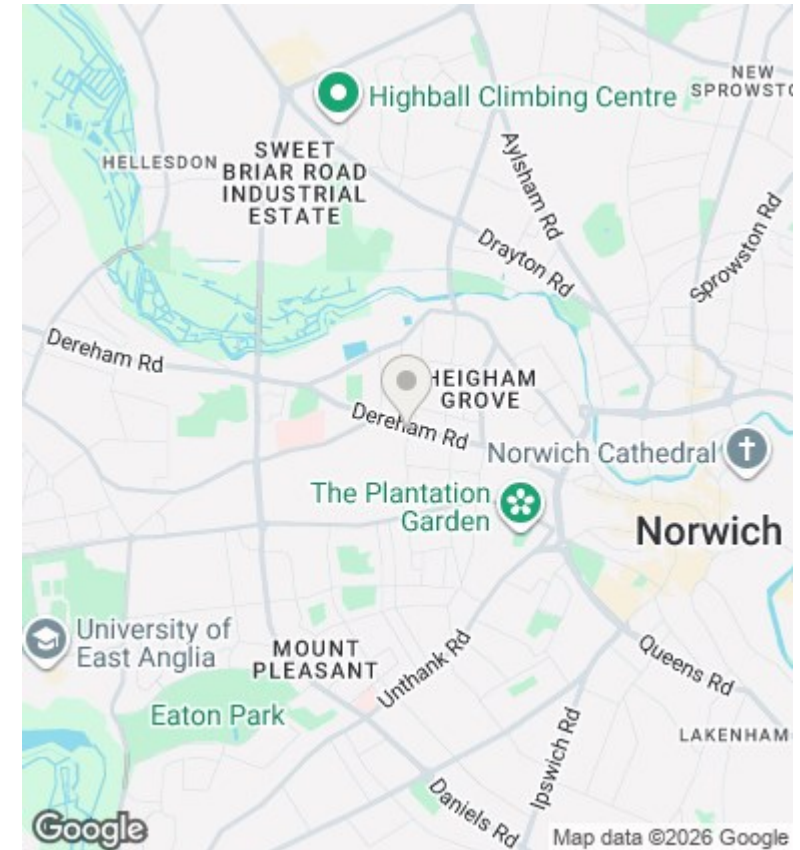 NEW
SPROWSTO
Highball Climbing Centre
HELLESDON
SWEET
BRIAR ROAD
INDUSTRIAL
ESTATE
Aylsham Rd
Drayton Rd
Sprowston Rd
Dereham Rd
HEIGHAM
GROVE
Dereham Rd
Norwich Cathedral
The Plantation
Garden
Norwich
University of
East Anglia
MOUNT
PLEASANT
Unthank Rd
Queens Rd
Eaton Park
LAKENHAM
Ipswich Rd
Daniels Rd
Google
Map data ©2026 Google